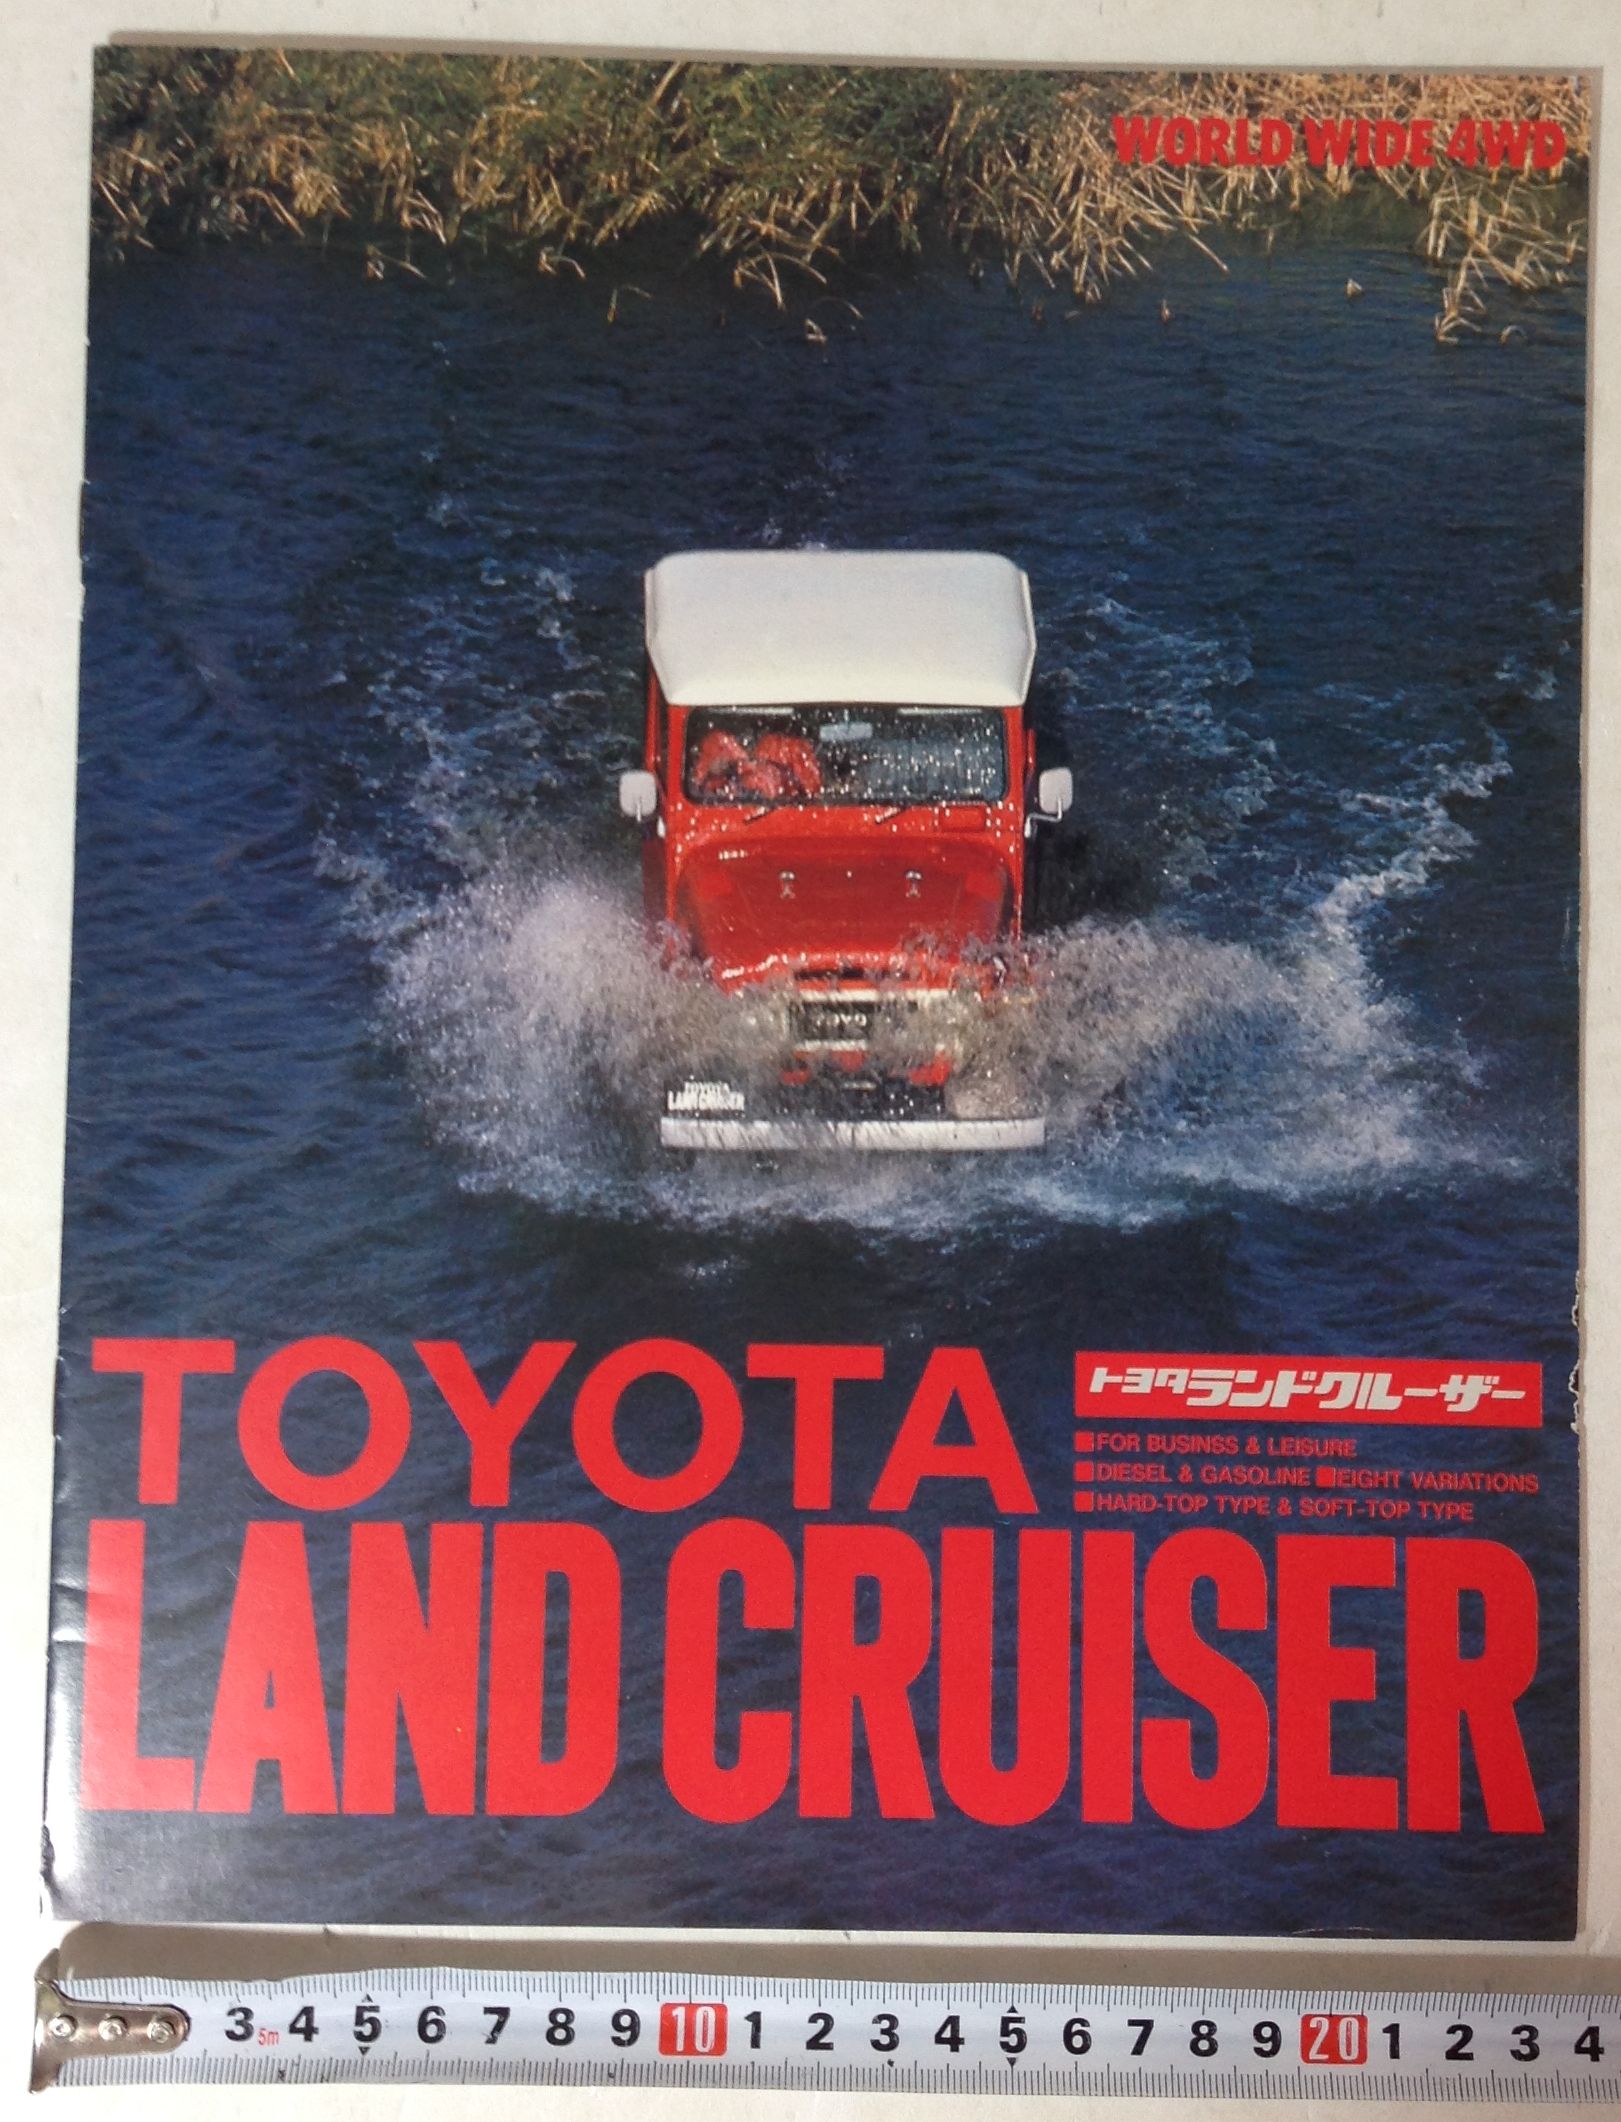 WORLD WIDE 4WD
TOYO
TOYOTA
LAND CRUISER
TOYOTA
トヨタランドクルーザー
■FOR BUSINSS & LEISURE
■DIESEL & GASOLINE ■EIGHT VARIATIONS
■HARD-TOP TYPE & SOFT-TOP TYPE
LAND CRUISER
3 5m 4 5 6 7 8 9 10 1 2 3 4 5 6 7 8 9 20 1 2 3 4